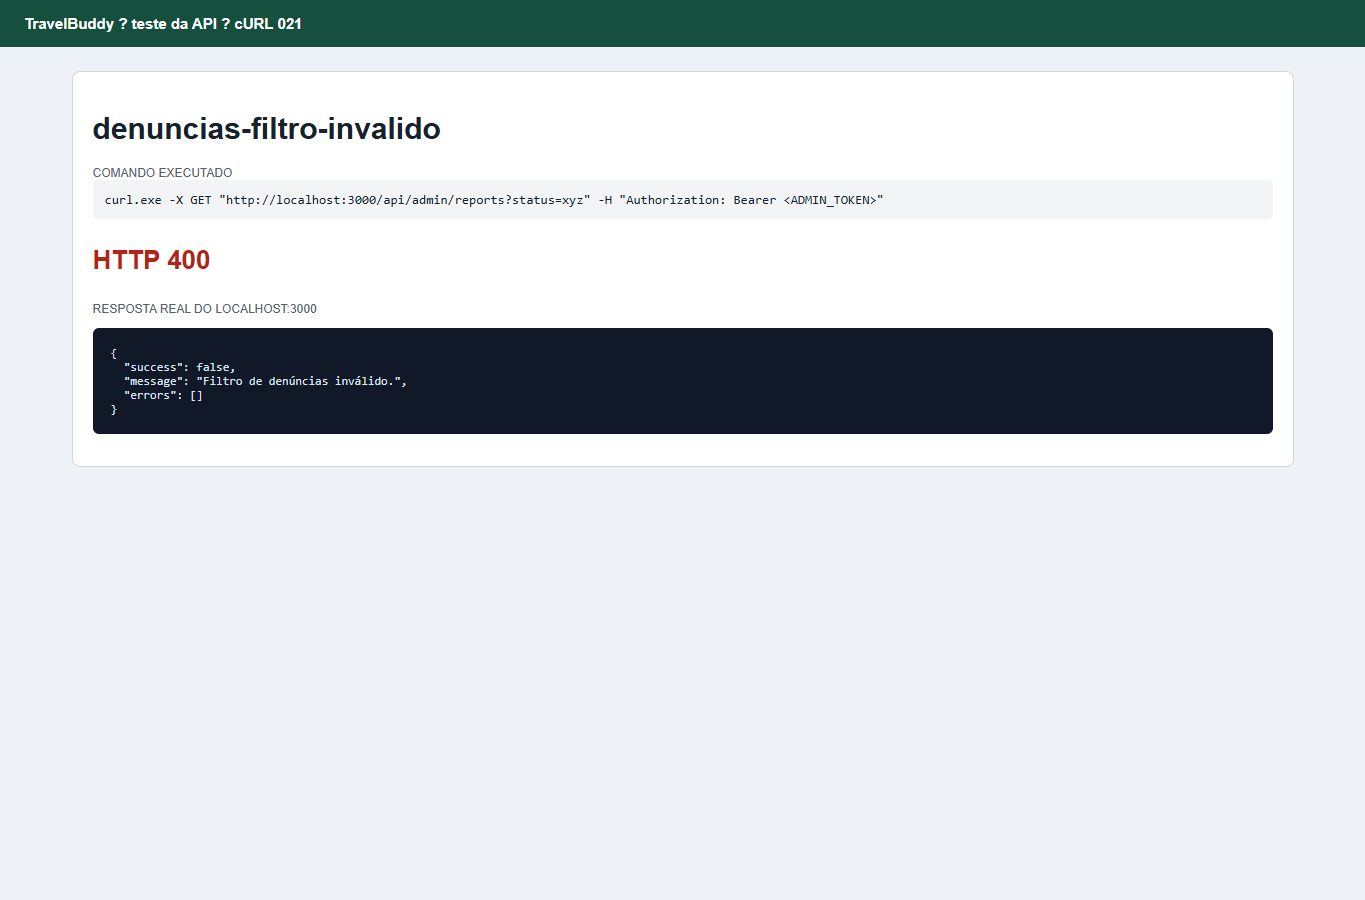 TravelBuddy ? teste da API ? cURL 021
denuncias-filtro-invalido
COMANDO EXECUTADO
curl.exe -X GET "http://localhost:3000/api/admin/reports?status=xyz" -H "Authorization: Bearer <ADMIN_TOKEN>"
HTTP 400
RESPOSTA REAL DO LOCALHOST:3000
{
  "success": false,
  "message": "Filtro de denúncias inválido.",
  "errors": []
}